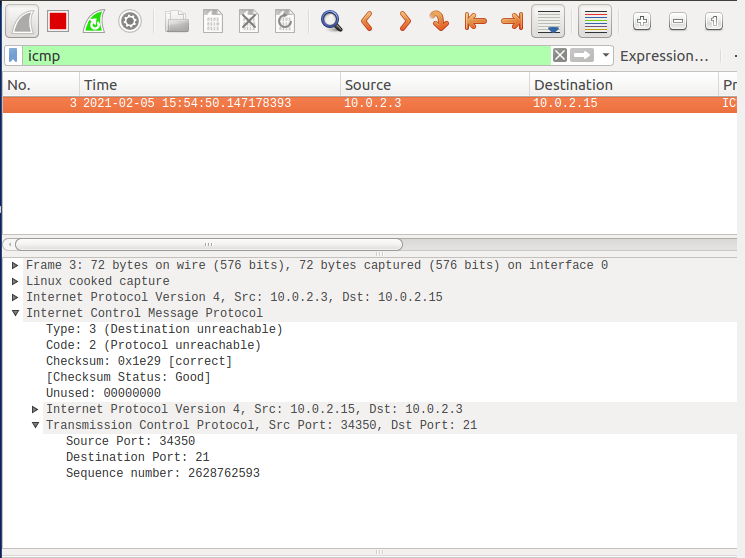 icmp Expression...
No. Time Source Destination Pr
3 2021-02-05 15:54:50.147178393 10.0.2.3 10.0.2.15 IC
Frame 3: 72 bytes on wire (576 bits), 72 bytes captured (576 bits) on interface 0
Linux cooked capture
Internet Protocol Version 4, Src: 10.0.2.3, Dst: 10.0.2.15
Internet Control Message Protocol
Type: 3 (Destination unreachable)
Code: 2 (Protocol unreachable)
Checksum: 0x1e29 [correct]
[Checksum Status: Good]
Unused: 00000000
Internet Protocol Version 4, Src: 10.0.2.15, Dst: 10.0.2.3
Transmission Control Protocol, Src Port: 34350, Dst Port: 21
Source Port: 34350
Destination Port: 21
Sequence number: 2628762593